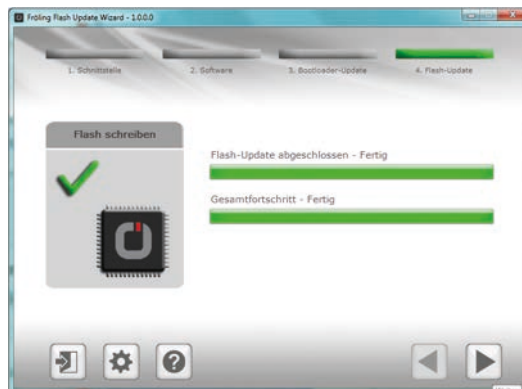 Fröling Flash Update Wizard - 1.0.0.0
1. Schnittstelle
2. Software
3. Bootloader-Update
4. Flash-Update
Flash schreiben
Flash-Update abgeschlossen - Fertig
Gesamtfortschritt - Fertig
?